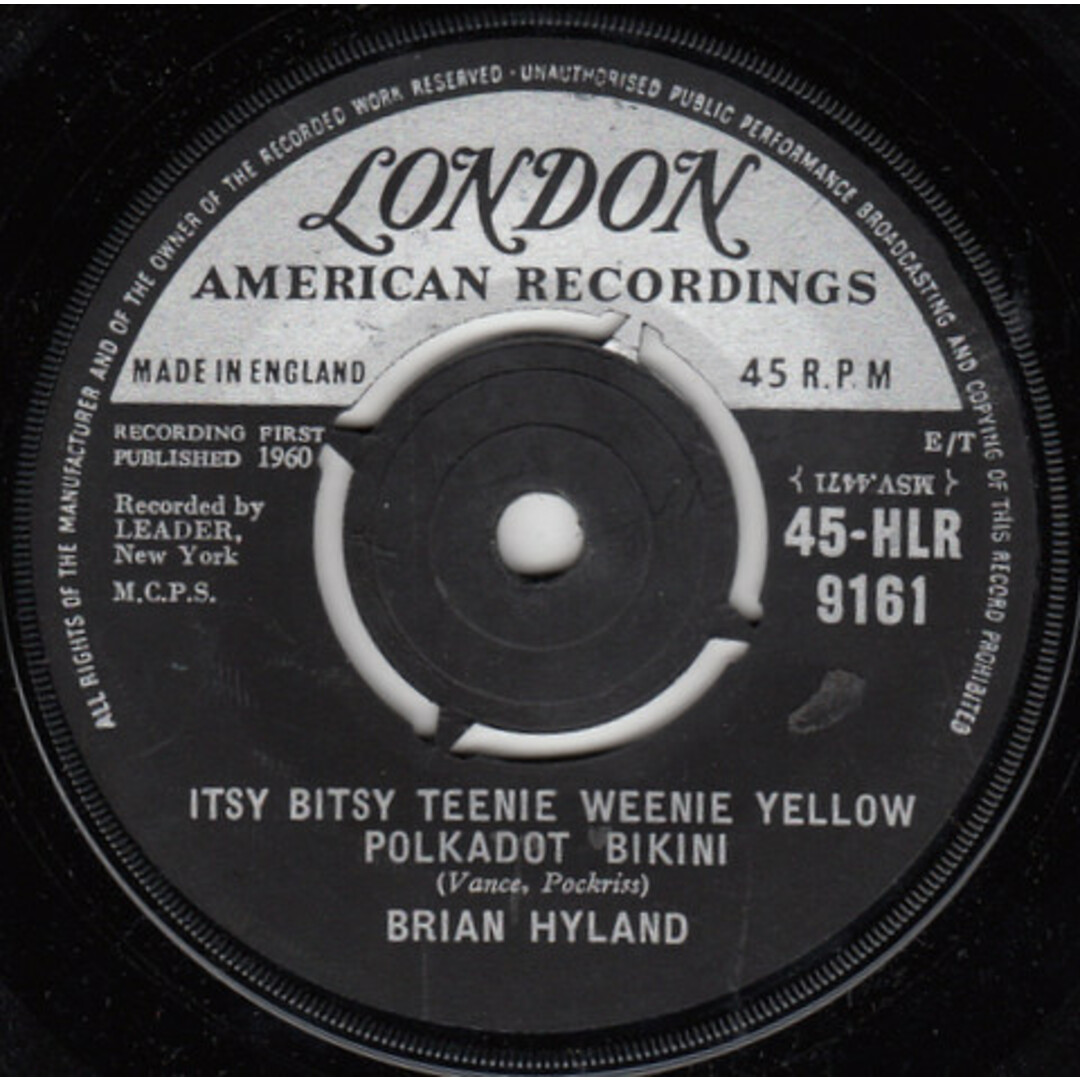 ALL RIGHTS OF THE MANUFACTURER AND OF THE OWNER OF THE RECORDED WORK RESERVED · UNAUTHORISED PUBLIC PERFORMANCE BROADCASTING AND COPYING OF THIS RECORD PROHIBITED
LONDON
AMERICAN RECORDINGS
MADE IN ENGLAND
45 R.P.M
RECORDING FIRST
PUBLISHED 1960
Recorded by
LEADER,
New York
M.C.P.S.
E/T
{ MSV.4471 }
45-HLR
9161
ITSY BITSY TEENIE WEENIE YELLOW
POLKADOT BIKINI
(Vance, Pockriss)
BRIAN HYLAND